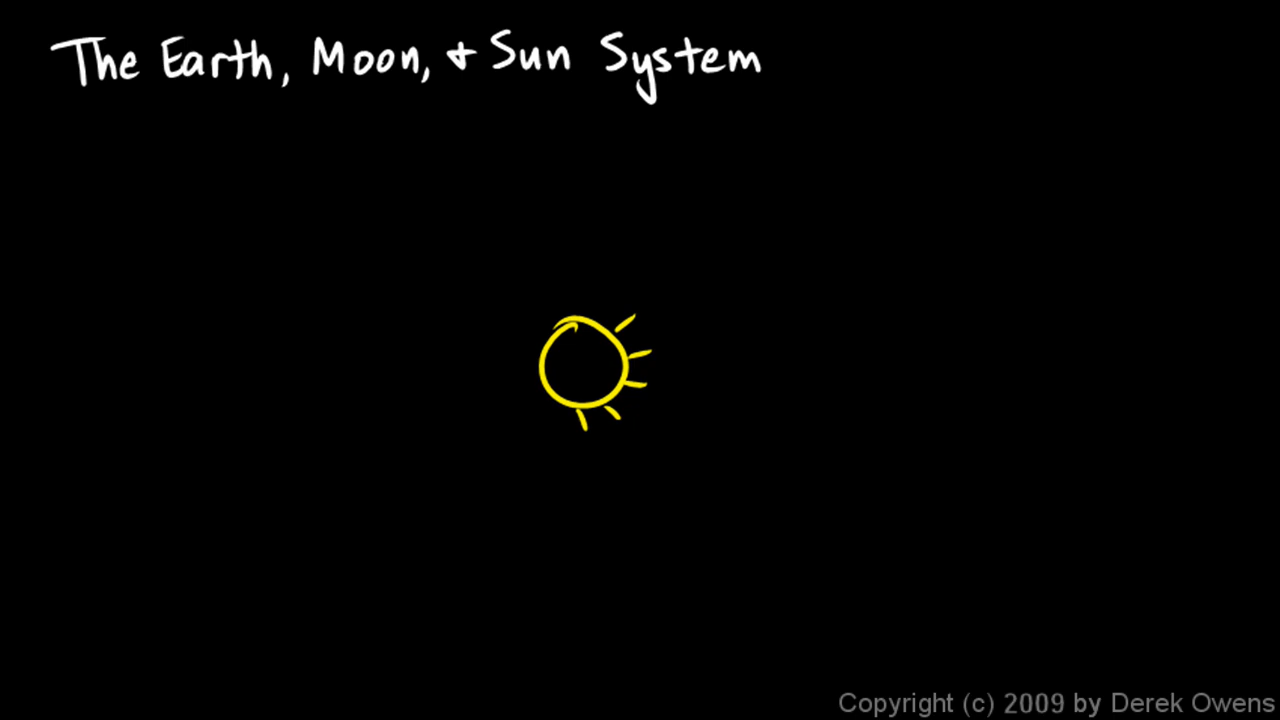 The Earth, Moon, & Sun System
Copyright (c) 2009 by Derek Owens